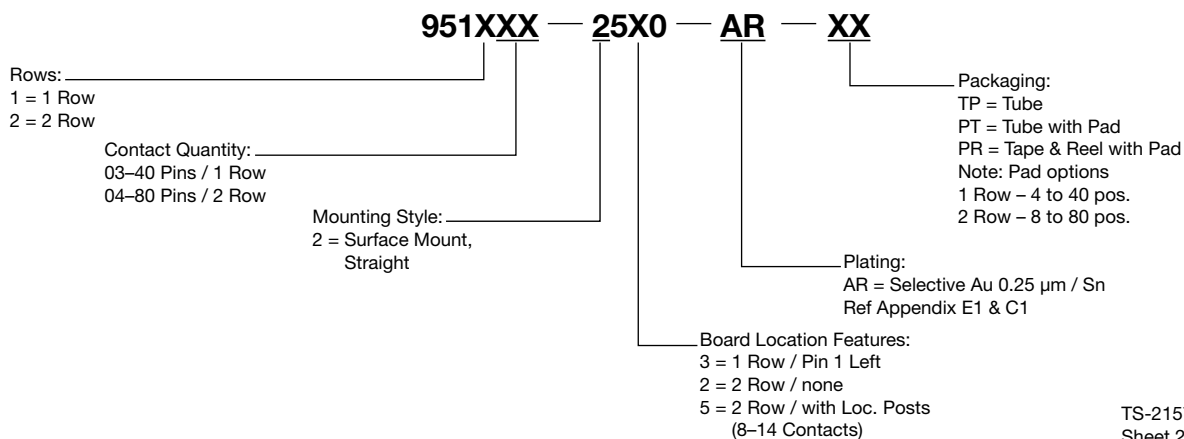 951XXX — 25X0 — AR — XX
Rows:
1 = 1 Row
2 = 2 Row
Contact Quantity:
03–40 Pins / 1 Row
04–80 Pins / 2 Row
Mounting Style:
2 = Surface Mount,
Straight
Packaging:
TP = Tube
PT = Tube with Pad
PR = Tape & Reel with Pad
Note: Pad options
1 Row – 4 to 40 pos.
2 Row – 8 to 80 pos.
Plating:
AR = Selective Au 0.25 µm / Sn
Ref Appendix E1 & C1
Board Location Features:
3 = 1 Row / Pin 1 Left
2 = 2 Row / none
5 = 2 Row / with Loc. Posts
(8–14 Contacts)
Sheet 2